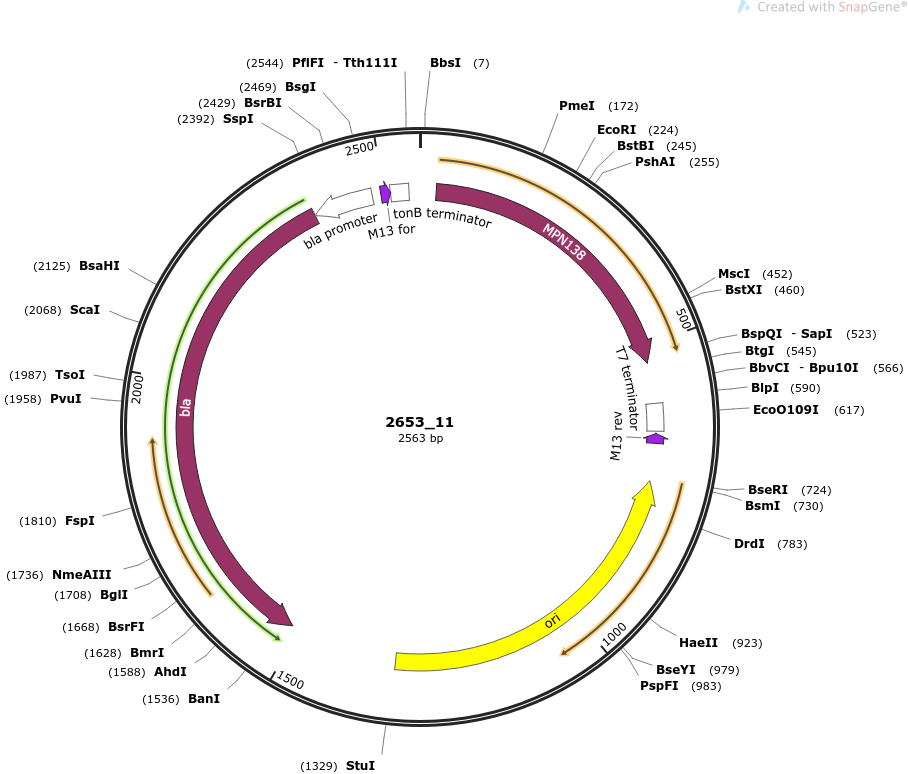 Created with SnapGene®
(2544) PflFI - Tth111I
BbsI (7)
(2469) BsgI
(2429) BsrBI
(2392) SspI
PmeI (172)
EcoRI (224)
BstBI (245)
PshAI (255)
2500
bla promoter
M13 for
tonB terminator
MPN138
(2125) BsaHI
(2068) ScaI
MscI (452)
BstXI (460)
500
BspQI - SapI (523)
BtgI (545)
BbvCI - Bpu10I (566)
BlpI (590)
EcoO109I (617)
T7 terminator
M13 rev
(1987) TsoI
2000
(1958) PvuI
bla
2653_11
2563 bp
BseRI (724)
BsmI (730)
DrdI (783)
(1810) FspI
(1736) NmeAIII
(1708) BglI
(1668) BsrFI
(1628) BmrI
(1588) AhdI
(1536) BanI
1500
ori
1000
HaeII (923)
BseYI (979)
PspFI (983)
(1329) StuI